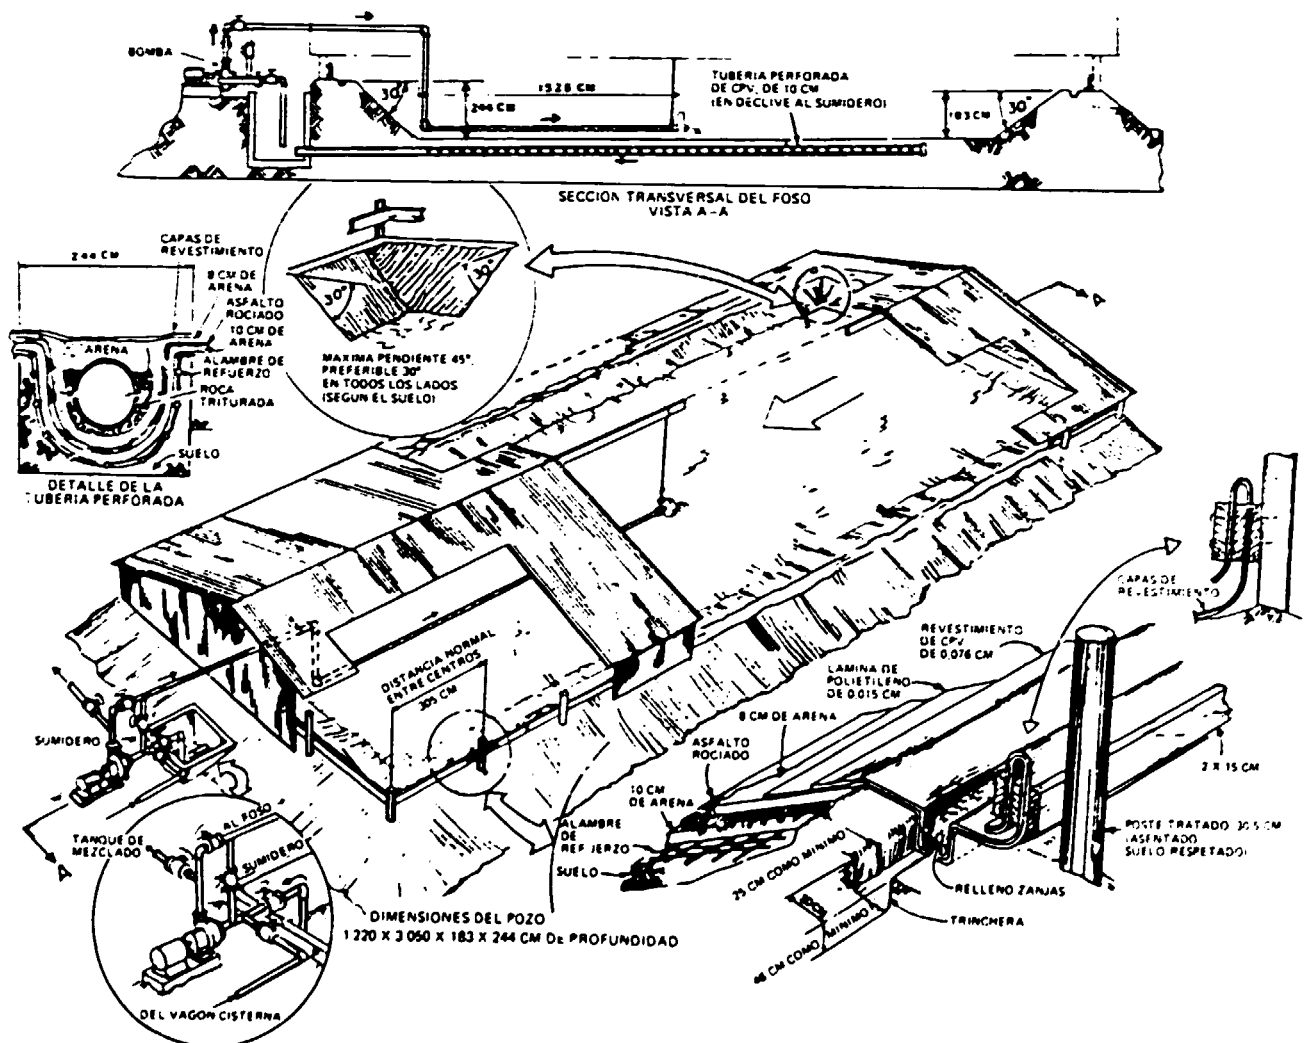 BOMBA
30°
1525 CM
244 CM
TUBERIA PERFORADA
DE CPV, DE 10 CM
(EN DECLIVE AL SUMIDERO)
183 CM
30°
SECCION TRANSVERSAL DEL FOSO
VISTA A-A
244 CM
CAPAS DE
REVESTIMIENTO
8 CM DE
ARENA
ASFALTO
ROCIADO
10 CM DE
ARENA
ARENA
ALAMBRE DE
REFUERZO
ROCA
TRITURADA
SUELO
DETALLE DE LA
TUBERIA PERFORADA
30°
30°
MAXIMA PENDIENTE 45°
PREFERIBLE 30°
EN TODOS LOS LADOS
(SEGUN EL SUELO)
A
DISTANCIA NORMAL
ENTRE CENTROS
305 CM
SUMIDERO
A
TANQUE DE
MEZCLADO
AL FOSO
SUMIDERO
DEL VAGON CISTERNA
DIMENSIONES DEL POZO
1 220 X 3 050 X 183 X 244 CM DE PROFUNDIDAD
CAPAS DE
REVESTIMIENTO
REVESTIMIENTO
DE CPV
DE 0,076 CM
LAMINA DE
POLIETILENO
DE 0,015 CM
8 CM DE ARENA
ASFALTO
ROCIADO
10 CM
DE ARENA
ALAMBRE
DE
REFUERZO
SUELO
25 CM COMO MINIMO
46 CM COMO MINIMO
RELLENO ZANJAS
TRINCHERA
2 X 15 CM
POSTE TRATADO 30,5 CM
(ASENTADO
SUELO RESPETADO)